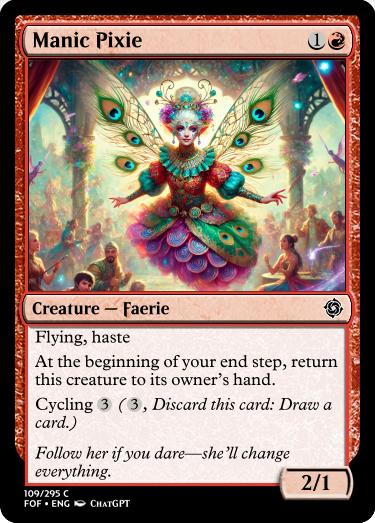 Manic Pixie 1
Creature — Faerie
Flying, haste
At the beginning of your end step, return
this creature to its owner's hand.
Cycling 3 (3, Discard this card: Draw a
card.)
Follow her if you dare—she'll change
everything.
2/1
109/295 C
FOF • ENG ChatGPT